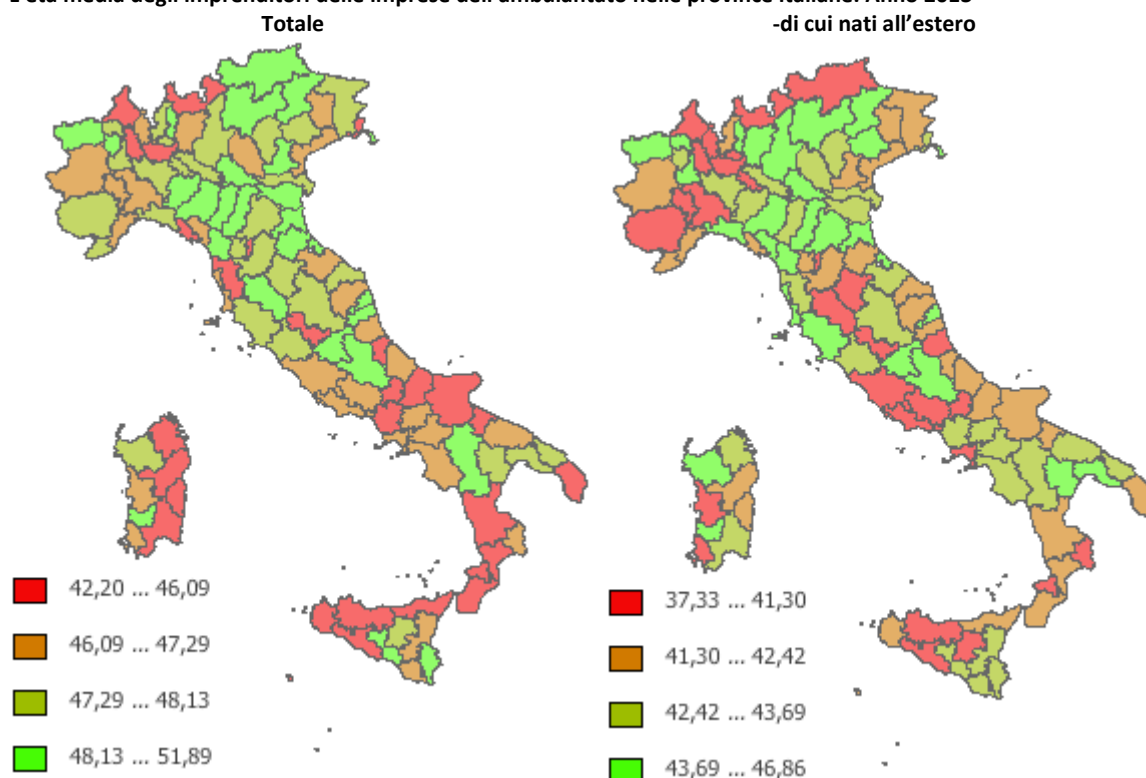 L'età media degli imprenditori delle imprese dell'ambulantato nelle province italiane. Anno 2015
Totale
-di cui nati all’estero
42,20 ... 46,09
46,09 ... 47,29
47,29 ... 48,13
48,13 ... 51,89
37,33 ... 41,30
41,30 ... 42,42
42,42 ... 43,69
43,69 ... 46,86